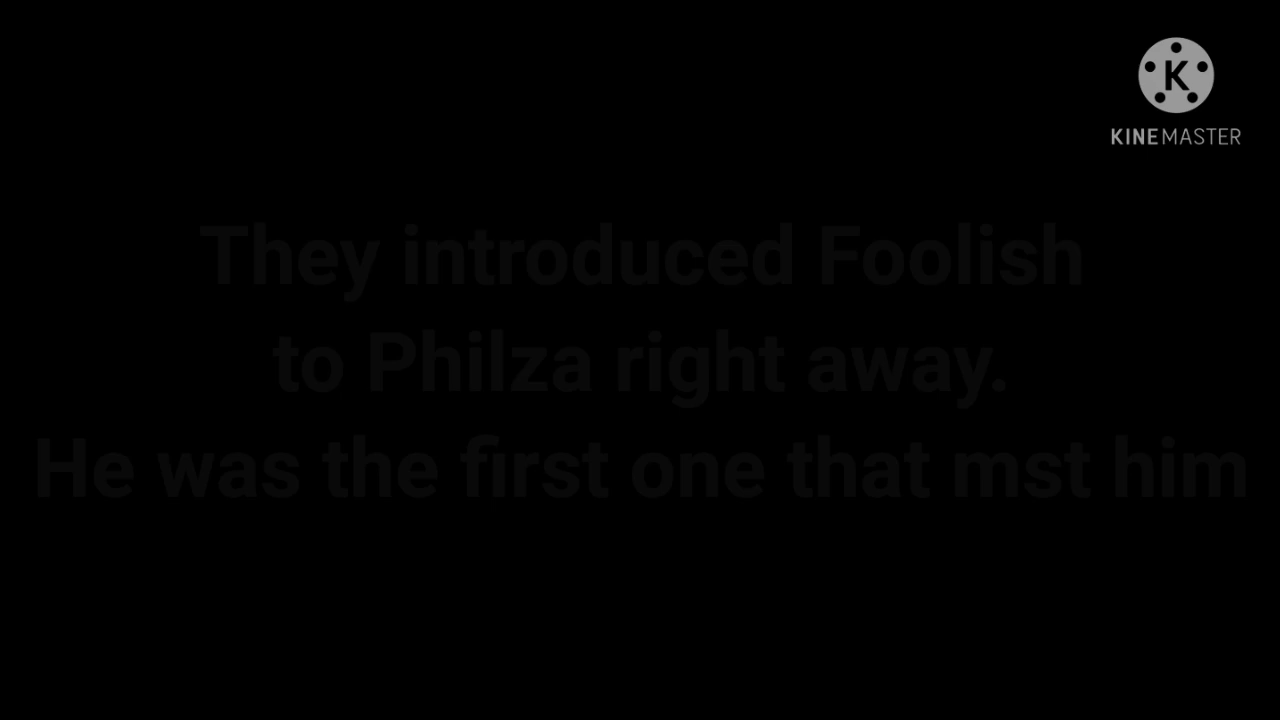 K
KINEMASTER
They introduced Foolish
to Philza right away.
He was the first one that mst him